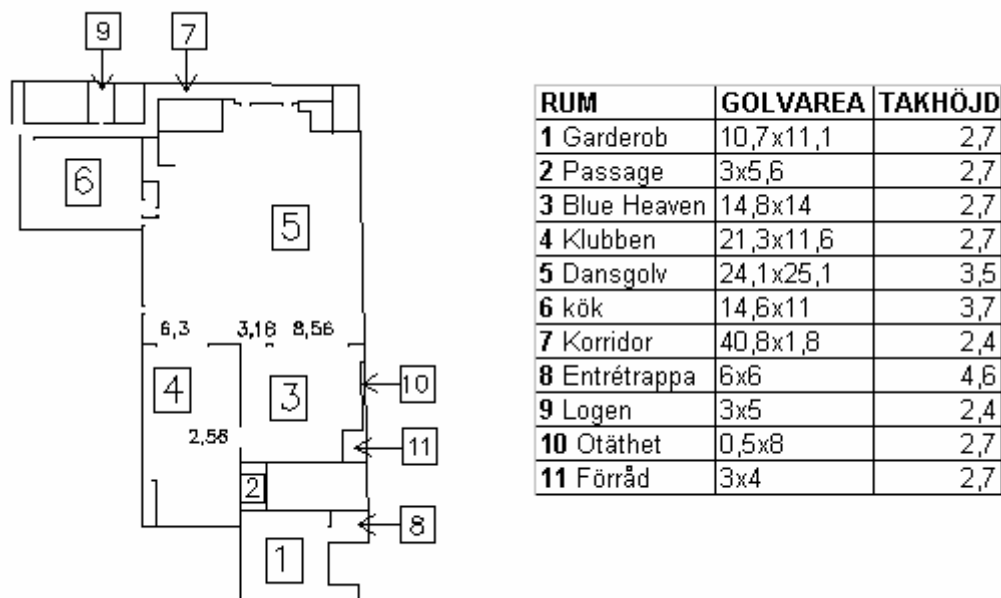 9 7
6
5
6,3 3,16 8,56
4 3 10
2,56
11
2
8
1
RUM GOLVAREA TAKHÖJD
1 Garderob 10,7x11,1 2,7
2 Passage 3x5,6 2,7
3 Blue Heaven 14,8x14 2,7
4 Klubben 21,3x11,6 2,7
5 Dansgolv 24,1x25,1 3,5
6 kök 14,6x11 3,7
7 Korridor 40,8x1,8 2,4
8 Entrétrappa 6x6 4,6
9 Logen 3x5 2,4
10 Otäthet 0,5x8 2,7
11 Förråd 3x4 2,7